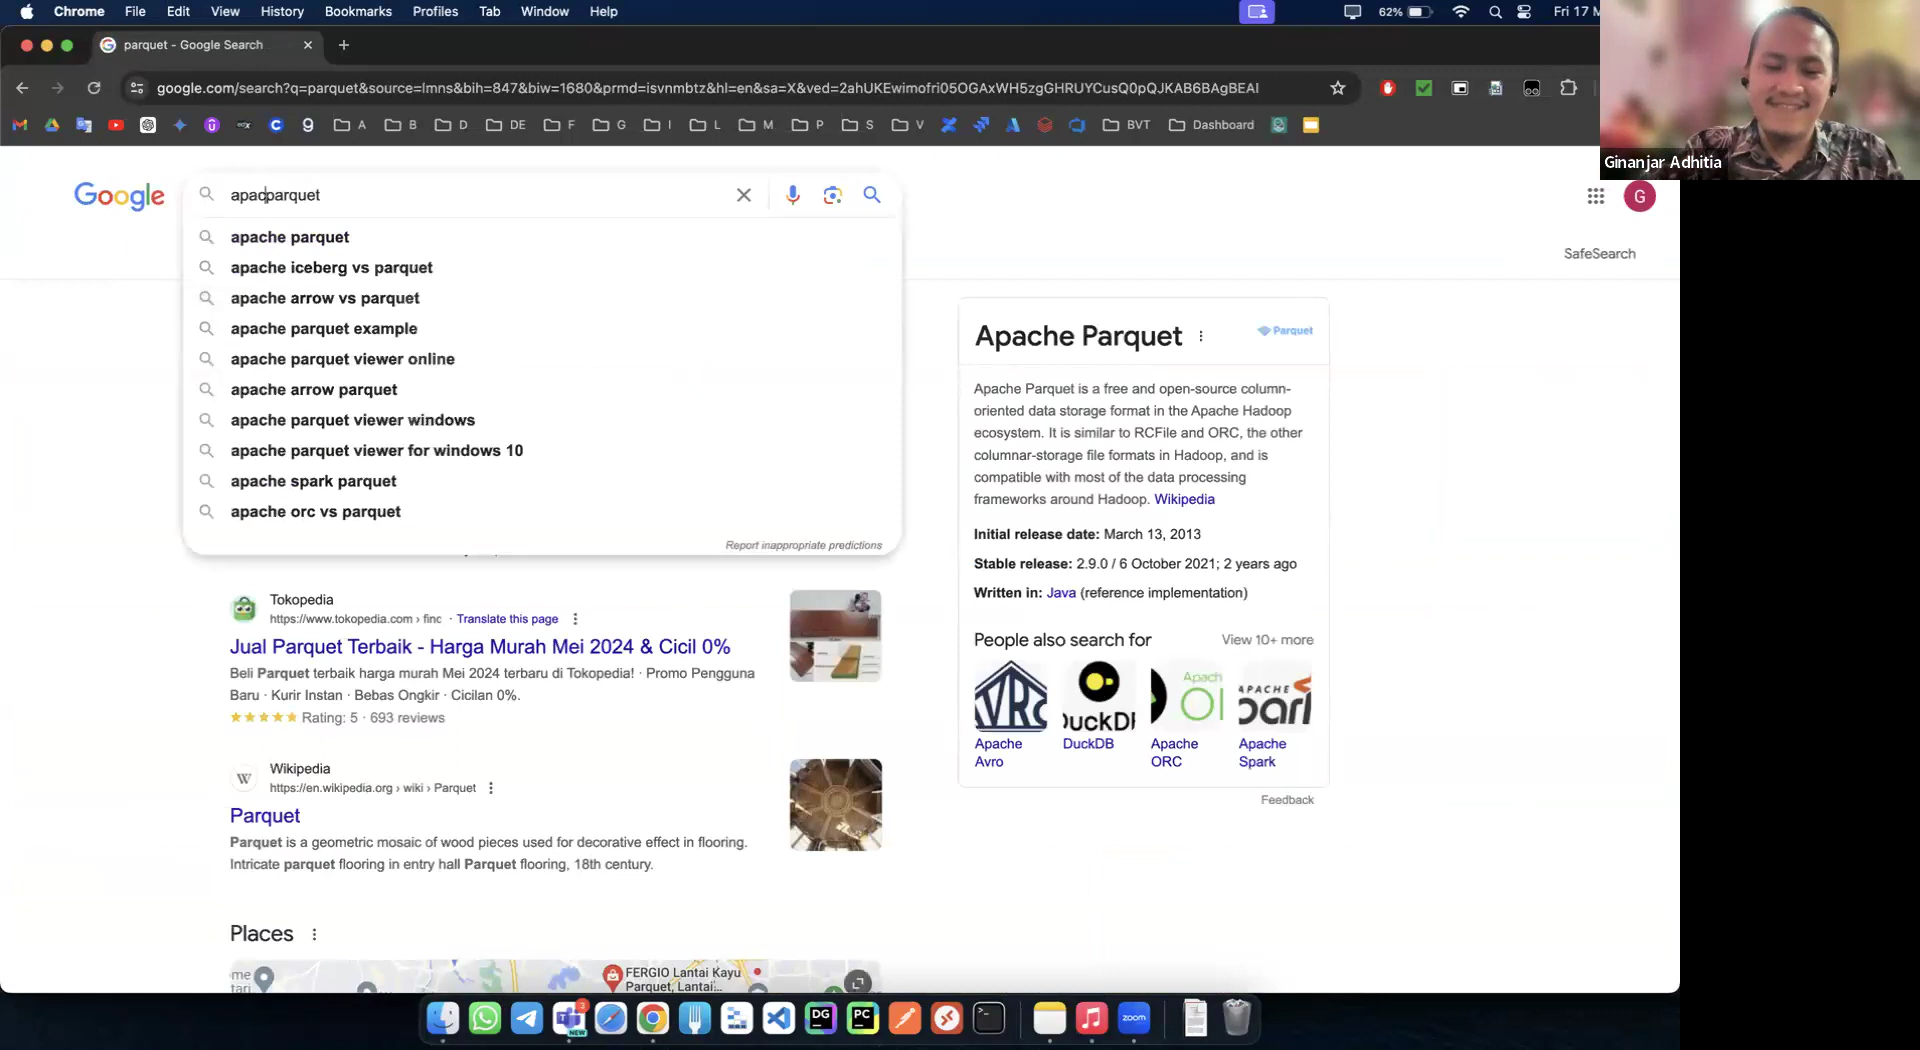 Chrome File Edit View History Bookmarks Profiles Tab Window Help 62% Fri 17 M
parquet - Google Search
google.com/search?q=parquet&source=lmns&bih=847&biw=1680&prmd=isvnmbtz&hl=en&sa=X&ved=2ahUKEwimofri05OGAxWH5zgGHRUYCusQ0pQJKAB6BAgBEAI
A B D DE F G I L M P S V BVT Dashboard
Ginanjar Adhitia
Google
apacparquet
G
apache parquet
apache iceberg vs parquet
apache arrow vs parquet
apache parquet example
apache parquet viewer online
apache arrow parquet
apache parquet viewer windows
apache parquet viewer for windows 10
apache spark parquet
apache orc vs parquet
Report inappropriate predictions
SafeSearch
Tokopedia
https://www.tokopedia.com › finc · Translate this page
Jual Parquet Terbaik - Harga Murah Mei 2024 & Cicil 0%
Beli Parquet terbaik harga murah Mei 2024 terbaru di Tokopedia! · Promo Pengguna
Baru · Kurir Instan · Bebas Ongkir · Cicilan 0%.
Rating: 5 · 693 reviews
W
Wikipedia
https://en.wikipedia.org › wiki › Parquet
Parquet
Parquet is a geometric mosaic of wood pieces used for decorative effect in flooring.
Intricate parquet flooring in entry hall Parquet flooring, 18th century.
Places
FERGIO Lantai Kayu
Parquet, Lantai...
Apache Parquet
Parquet
Apache Parquet is a free and open-source column-
oriented data storage format in the Apache Hadoop
ecosystem. It is similar to RCFile and ORC, the other
columnar-storage file formats in Hadoop, and is
compatible with most of the data processing
frameworks around Hadoop. Wikipedia
Initial release date: March 13, 2013
Stable release: 2.9.0 / 6 October 2021; 2 years ago
Written in: Java (reference implementation)
People also search for View 10+ more
Apache
Avro
DuckDB
Apache
ORC
Apache
Spark
Feedback
3
NEW
DG
PC
zoom